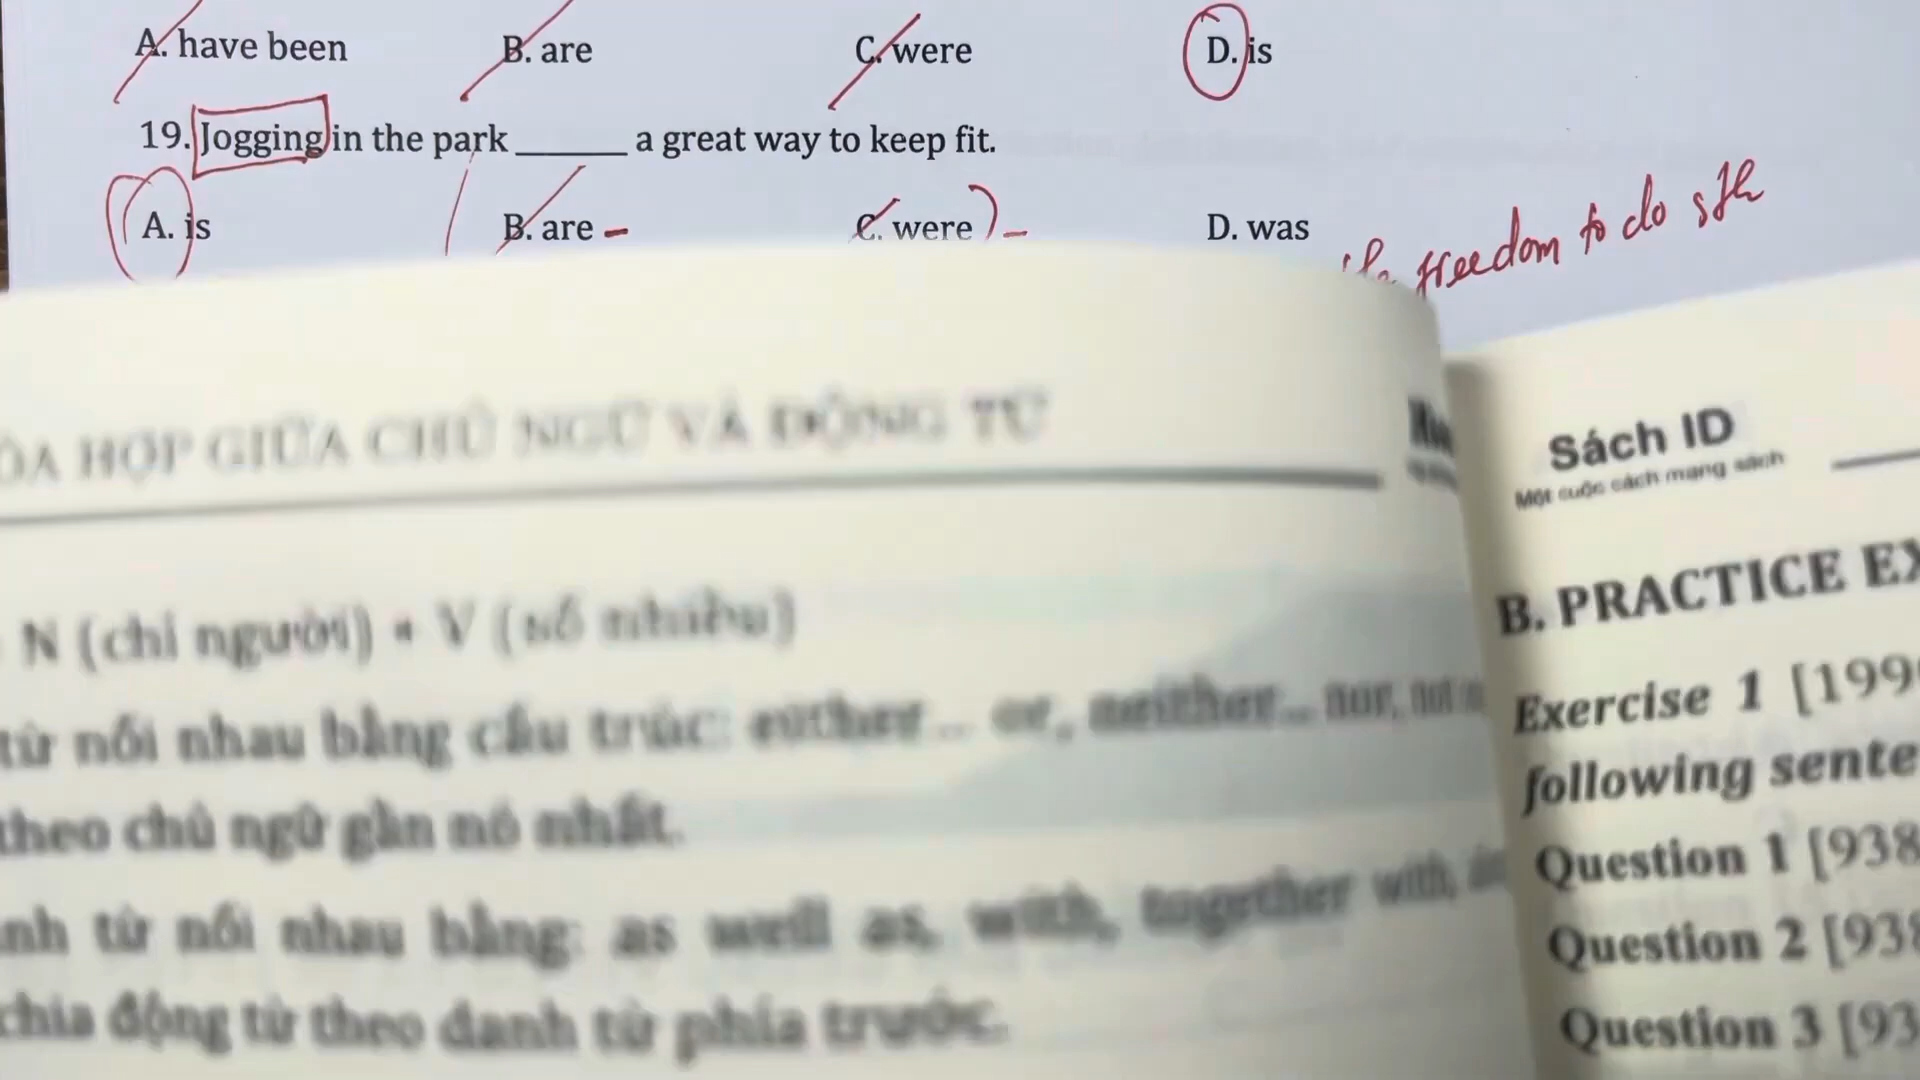 A. have been B. are C. were D. is
19. Jogging in the park ______ a great way to keep fit.
A. is B. are C. were D. was
freedom to do sth
HỢP GIỮA CHỦ NGỮ VÀ ĐỘNG TỪ
N (chỉ người) + V (số nhiều)
từ nối nhau bằng cấu trúc: either... or, neither... nor,
theo chủ ngữ gần nó nhất.
từ nối nhau bằng: as well as, with, together with,
chia động từ theo danh từ phía trước.
Sách ID
Một cuộc cách mạng sách
B. PRACTICE EX
Exercise 1 [199
following sente
Question 1 [938
Question 2 [938
Question 3 [93